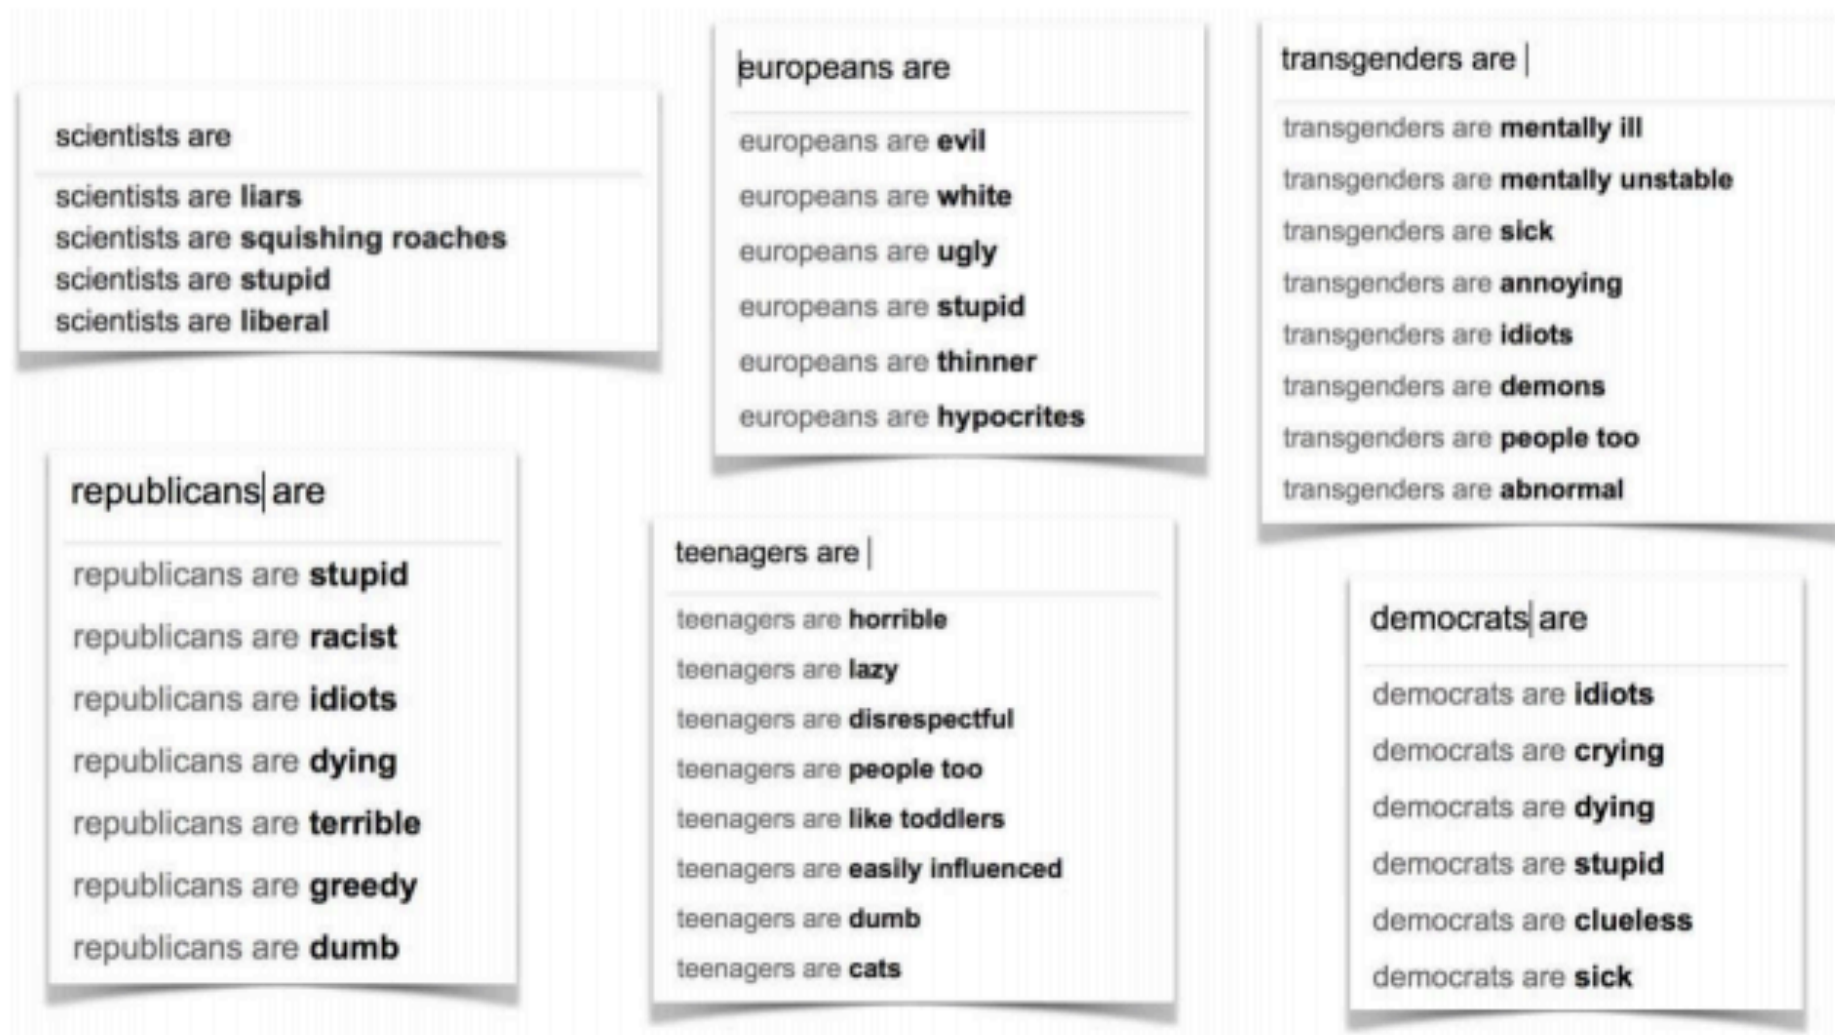 scientists are
scientists are liars
scientists are squishing roaches
scientists are stupid
scientists are liberal
europeans are
europeans are evil
europeans are white
europeans are ugly
europeans are stupid
europeans are thinner
europeans are hypocrites
transgenders are
transgenders are mentally ill
transgenders are mentally unstable
transgenders are sick
transgenders are annoying
transgenders are idiots
transgenders are demons
transgenders are people too
transgenders are abnormal
republicans are
republicans are stupid
republicans are racist
republicans are idiots
republicans are dying
republicans are terrible
republicans are greedy
republicans are dumb
teenagers are
teenagers are horrible
teenagers are lazy
teenagers are disrespectful
teenagers are people too
teenagers are like toddlers
teenagers are easily influenced
teenagers are dumb
teenagers are cats
democrats are
democrats are idiots
democrats are crying
democrats are dying
democrats are stupid
democrats are clueless
democrats are sick